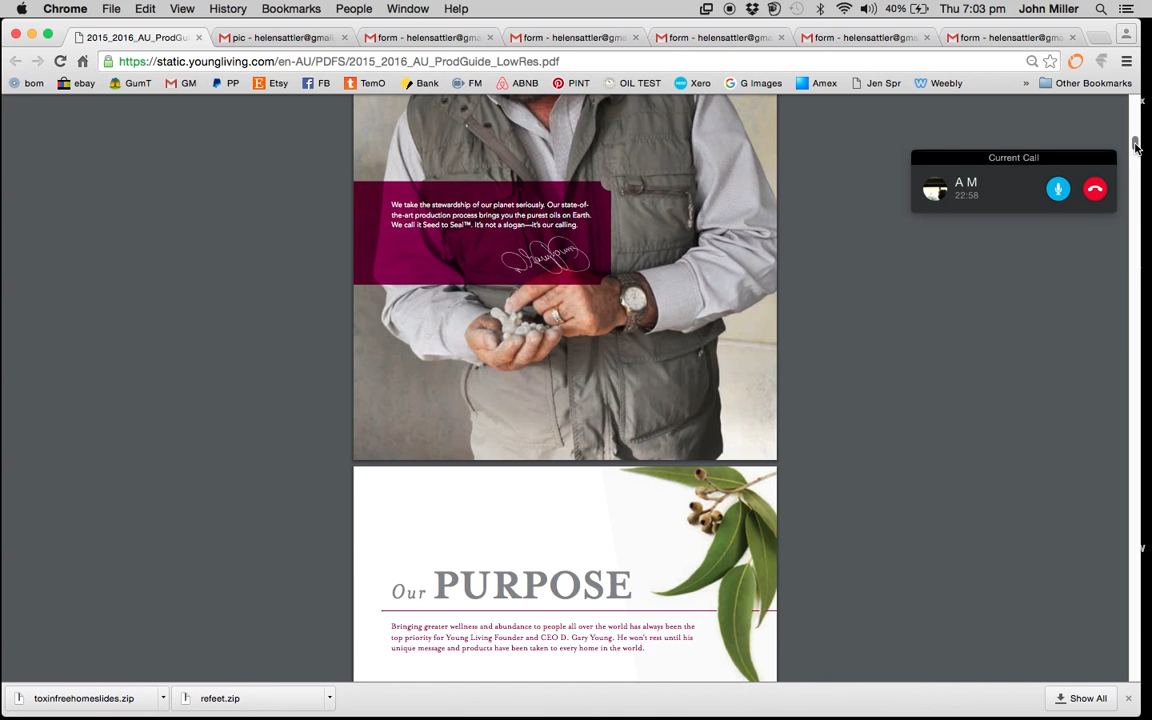 Chrome File Edit View History Bookmarks People Window Help 40% Thu 7:03 pm John Miller
2015_2016_AU_ProdGui pic - helensattler@gmail. form - helensattler@gma form - helensattler@gma form - helensattler@gma form - helensattler@gma form - helensattler@gma
https://static.youngliving.com/en-AU/PDFS/2015_2016_AU_ProdGuide_LowRes.pdf
bom ebay GumT GM PP Etsy FB TemO Bank FM ABNB PINT OIL TEST Xero G Images Amex Jen Spr Weebly » Other Bookmarks
Current Call
A M
22:58
We take the stewardship of our planet seriously. Our state-of-
the-art production process brings you the purest oils on Earth.
We call it Seed to Seal™. It's not a slogan—it's our calling.
Our PURPOSE
Bringing greater wellness and abundance to people all over the world has always been the
top priority for Young Living Founder and CEO D. Gary Young. He won't rest until his
unique message and products have been taken to every home in the world.
toxinfreehomeslides.zip refeet.zip Show All